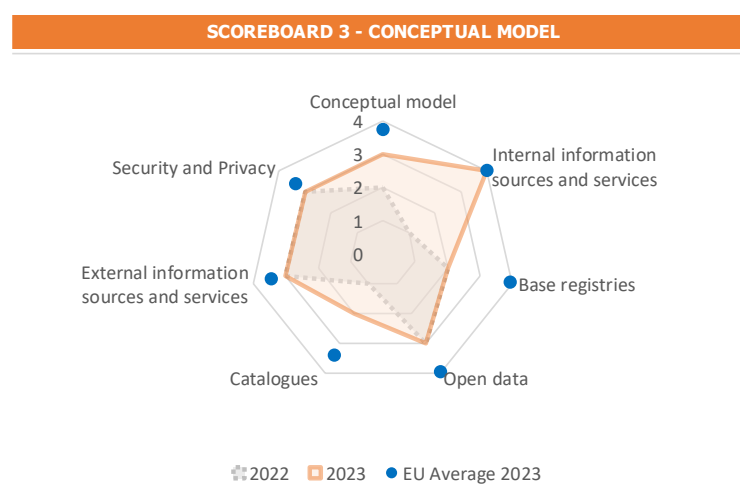 SCOREBOARD 3 - CONCEPTUAL MODEL
Conceptual model
4
3
2
1
0
Internal information
sources and services
Security and Privacy
Base registries
External information
sources and services
Catalogues
Open data
2022
2023
EU Average 2023